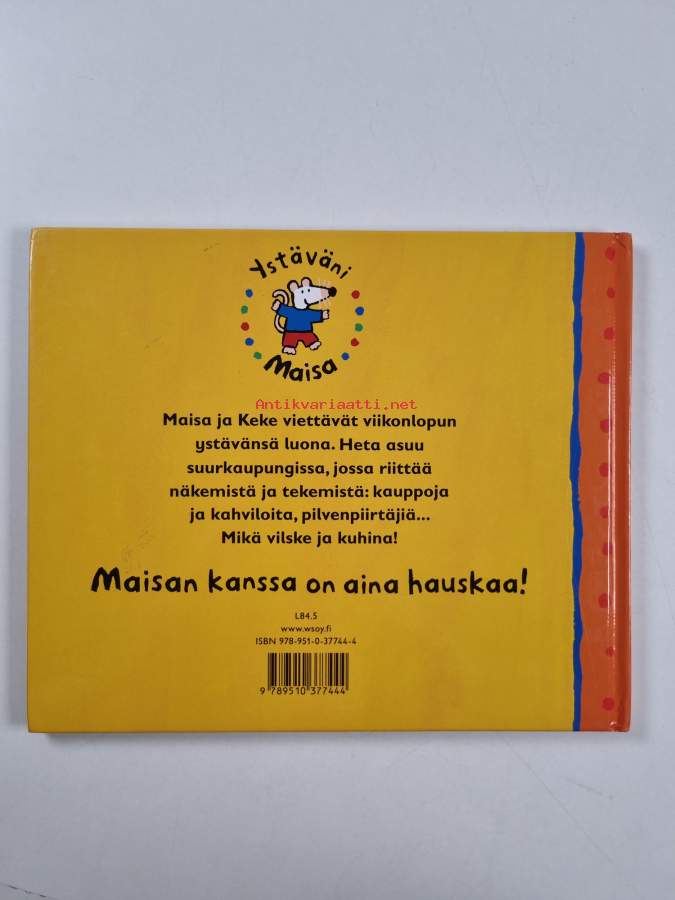 Ystäväni
Maisa
Antikvariaatti.net
Maisa ja Keke viettävät viikonlopun
ystävänsä luona. Heta asuu
suurkaupungissa, jossa riittää
näkemistä ja tekemistä: kauppoja
ja kahviloita, pilvenpiirtäjiä...
Mikä vilske ja kuhina!
Maisan kanssa on aina hauskaa!
L84.5
www.wsoy.fi
ISBN 978-951-0-37744-4
9 789510 377444